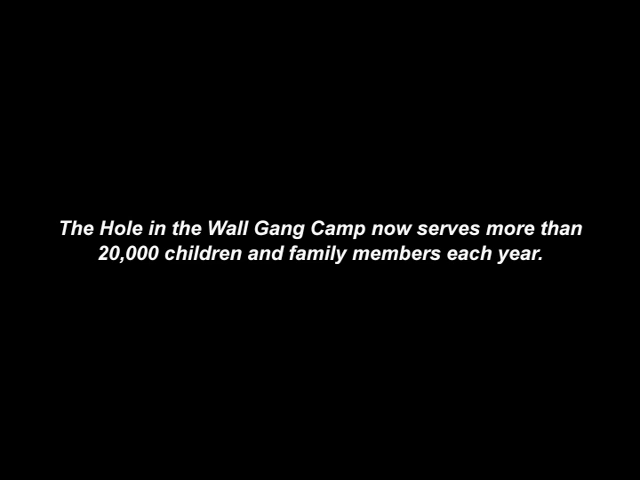 The Hole in the Wall Gang Camp now serves more than
20,000 children and family members each year.